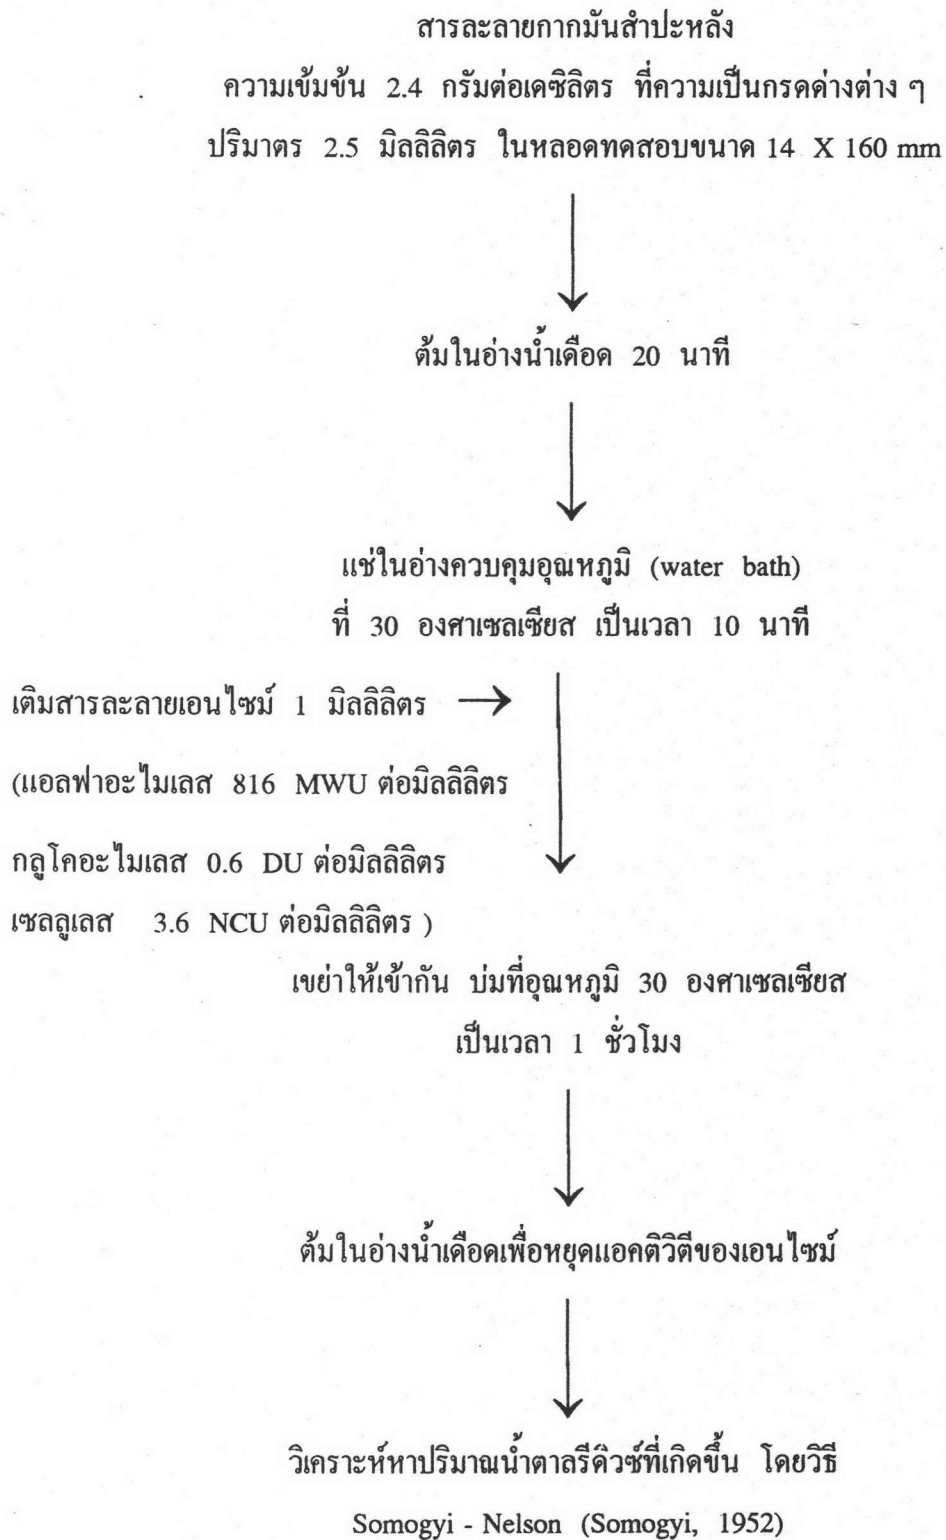 สารละลายกากมันสำปะหลัง
ความเข้มข้น 2.4 กรัมต่อเดซิลิตร ที่ความเป็นกรดด่างต่าง ๆ
ปริมาตร 2.5 มิลลิลิตร ในหลอดทดสอบขนาด 14 X 160 mm
ต้มในอ่างน้ำเดือด 20 นาที
แช่ในอ่างควบคุมอุณหภูมิ (water bath)
ที่ 30 องศาเซลเซียส เป็นเวลา 10 นาที
เติมสารละลายเอนไซม์ 1 มิลลิลิตร
(แอลฟาอะไมเลส 816 MWU ต่อมิลลิลิตร
กลูโคอะไมเลส 0.6 DU ต่อมิลลิลิตร
เซลลูเลส 3.6 NCU ต่อมิลลิลิตร )
เขย่าให้เข้ากัน บ่มที่อุณหภูมิ 30 องศาเซลเซียส
เป็นเวลา 1 ชั่วโมง
ต้มในอ่างน้ำเดือดเพื่อหยุดแอคติวิตีของเอนไซม์
วิเคราะห์หาปริมาณน้ำตาลรีดิวซ์ที่เกิดขึ้น โดยวิธี
Somogyi - Nelson (Somogyi, 1952)